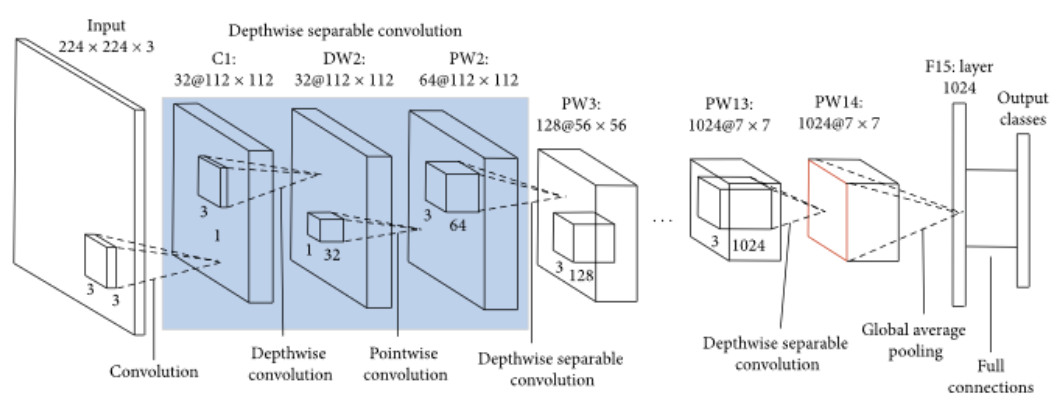 Input
224 × 224 × 3
Depthwise separable convolution
C1:
32@112 × 112
DW2:
32@112 × 112
PW2:
64@112 × 112
PW3:
128@56 × 56
PW13:
1024@7 × 7
PW14:
1024@7 × 7
F15: layer
1024
Output
classes
3
3
3
1
1
32
3
64
3
128
...
3
1024
Convolution
Depthwise
convolution
Pointwise
convolution
Depthwise separable
convolution
Depthwise separable
convolution
Global average
pooling
Full
connections